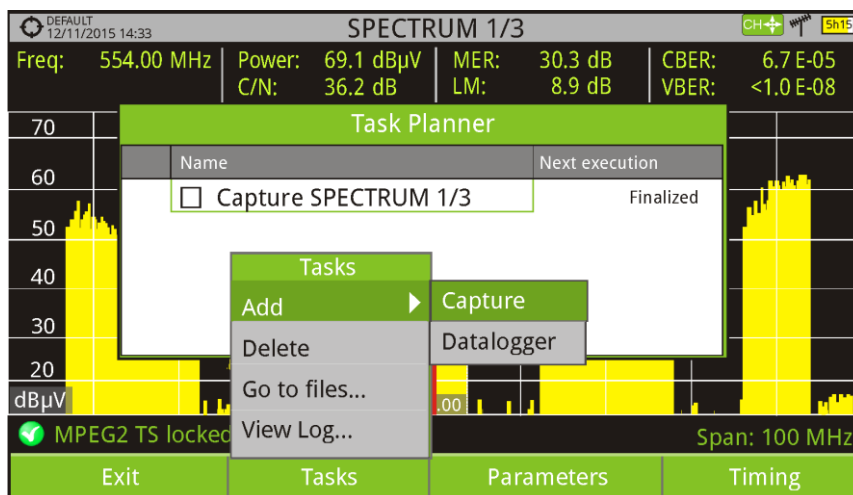 DEFAULT
12/11/2015 14:33
SPECTRUM 1/3
CH
5h15
Freq: 554.00 MHz
Power: 69.1 dBµV
MER: 30.3 dB
CBER: 6.7 E-05
C/N: 36.2 dB
LM: 8.9 dB
VBER: <1.0 E-08
70
60
50
40
30
20
dBµV
Task Planner
Name
Next execution
Capture SPECTRUM 1/3
Finalized
Tasks
Add
Delete
Go to files...
View Log...
Capture
Datalogger
.00
MPEG2 TS locked
Span: 100 MHz
Exit
Tasks
Parameters
Timing